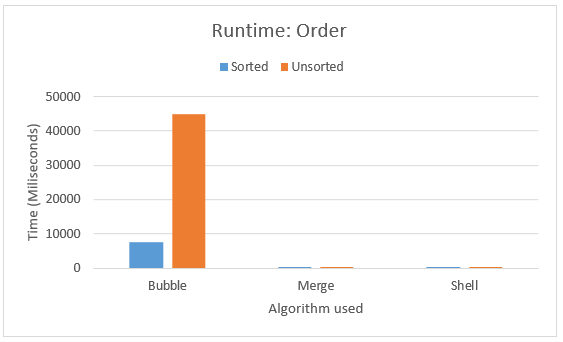 Runtime: Order
Sorted Unsorted
50000
40000
30000
20000
10000
0
Time (Miliseconds)
Bubble Merge Shell
Algorithm used